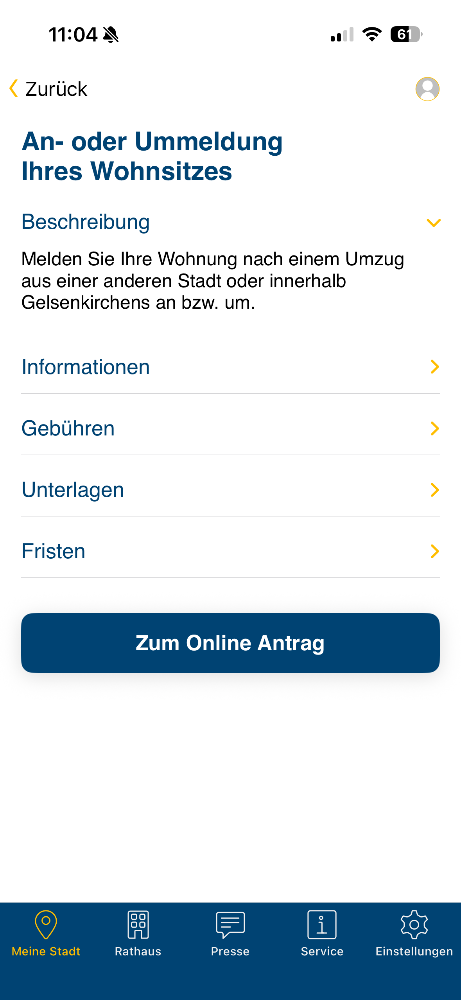 11:04
61
Zurück
An- oder Ummeldung
Ihres Wohnsitzes
Beschreibung
Melden Sie Ihre Wohnung nach einem Umzug
aus einer anderen Stadt oder innerhalb
Gelsenkirchens an bzw. um.
Informationen
Gebühren
Unterlagen
Fristen
Zum Online Antrag
Meine Stadt
Rathaus
Presse
Service
Einstellungen